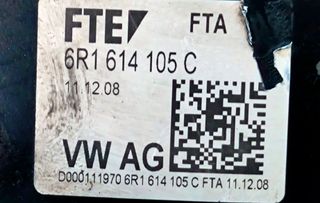 FTE FTA
6R1 614 105 C
11.12.08
VW AG
D000111970 6R1 614 105 C FTA 11.12.08